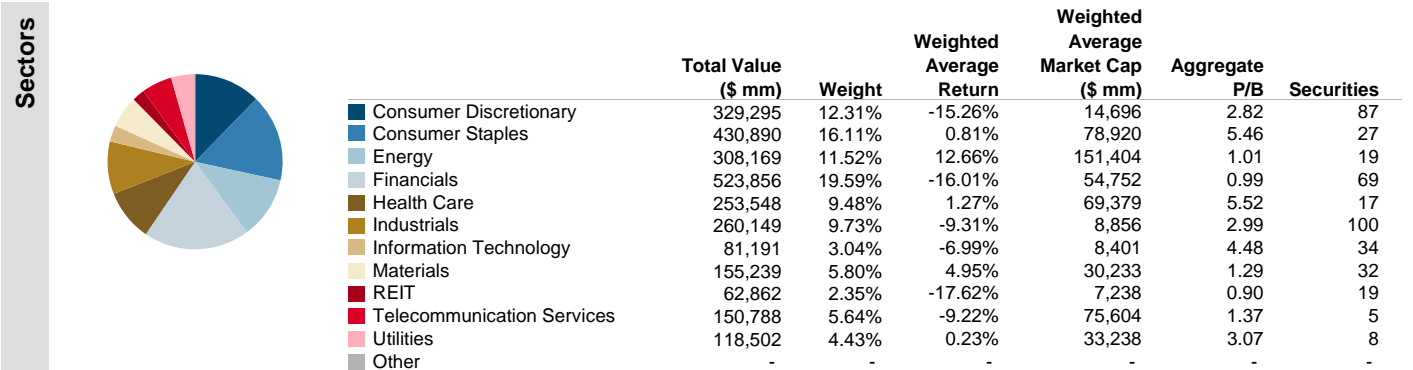 Sectors
Weighted
Weighted Average
Total Value Average Market Cap Aggregate
($ mm) Weight Return ($ mm) P/B Securities
Consumer Discretionary 329,295 12.31% -15.26% 14,696 2.82 87
Consumer Staples 430,890 16.11% 0.81% 78,920 5.46 27
Energy 308,169 11.52% 12.66% 151,404 1.01 19
Financials 523,856 19.59% -16.01% 54,752 0.99 69
Health Care 253,548 9.48% 1.27% 69,379 5.52 17
Industrials 260,149 9.73% -9.31% 8,856 2.99 100
Information Technology 81,191 3.04% -6.99% 8,401 4.48 34
Materials 155,239 5.80% 4.95% 30,233 1.29 32
REIT 62,862 2.35% -17.62% 7,238 0.90 19
Telecommunication Services 150,788 5.64% -9.22% 75,604 1.37 5
Utilities 118,502 4.43% 0.23% 33,238 3.07 8
Other - - - - - -